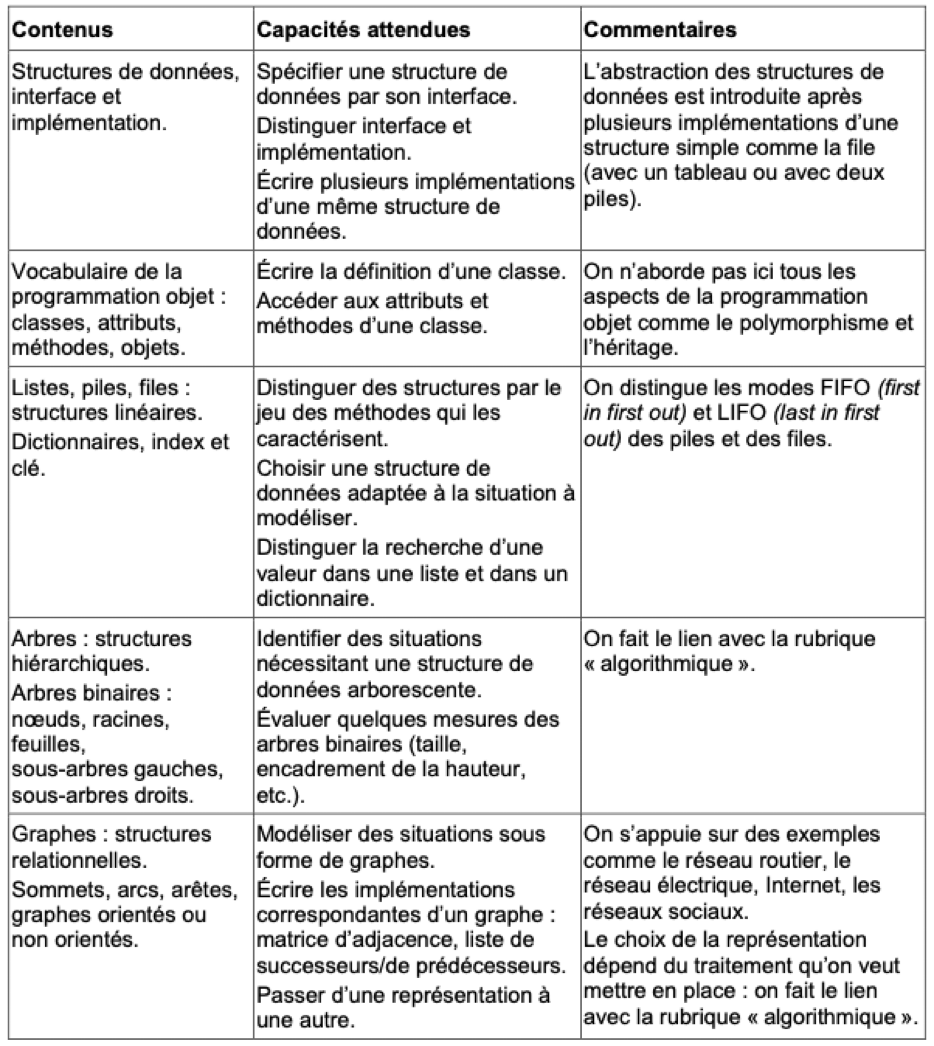 Contenus
Capacités attendues
Commentaires
Structures de données,
interface et
implémentation.
Spécifier une structure de
données par son interface.
Distinguer interface et
implémentation.
Écrire plusieurs implémentations
d’une même structure de
données.
L’abstraction des structures de
données est introduite après
plusieurs implémentations d’une
structure simple comme la file
(avec un tableau ou avec deux
piles).
Vocabulaire de la
programmation objet :
classes, attributs,
méthodes, objets.
Écrire la définition d’une classe.
Accéder aux attributs et
méthodes d’une classe.
On n’aborde pas ici tous les
aspects de la programmation
objet comme le polymorphisme et
l’héritage.
Listes, piles, files :
structures linéaires.
Dictionnaires, index et
clé.
Distinguer des structures par le
jeu des méthodes qui les
caractérisent.
Choisir une structure de
données adaptée à la situation à
modéliser.
Distinguer la recherche d’une
valeur dans une liste et dans un
dictionnaire.
On distingue les modes FIFO (first
in first out) et LIFO (last in first
out) des piles et des files.
Arbres : structures
hiérarchiques.
Arbres binaires :
nœuds, racines,
feuilles,
sous-arbres gauches,
sous-arbres droits.
Identifier des situations
nécessitant une structure de
données arborescente.
Évaluer quelques mesures des
arbres binaires (taille,
encadrement de la hauteur,
etc.).
On fait le lien avec la rubrique
« algorithmique ».
Graphes : structures
relationnelles.
Sommets, arcs, arêtes,
graphes orientés ou
non orientés.
Modéliser des situations sous
forme de graphes.
Écrire les implémentations
correspondantes d’un graphe :
matrice d’adjacence, liste de
successeurs/de prédécesseurs.
Passer d’une représentation à
une autre.
On s’appuie sur des exemples
comme le réseau routier, le
réseau électrique, Internet, les
réseaux sociaux.
Le choix de la représentation
dépend du traitement qu’on veut
mettre en place : on fait le lien
avec la rubrique « algorithmique ».